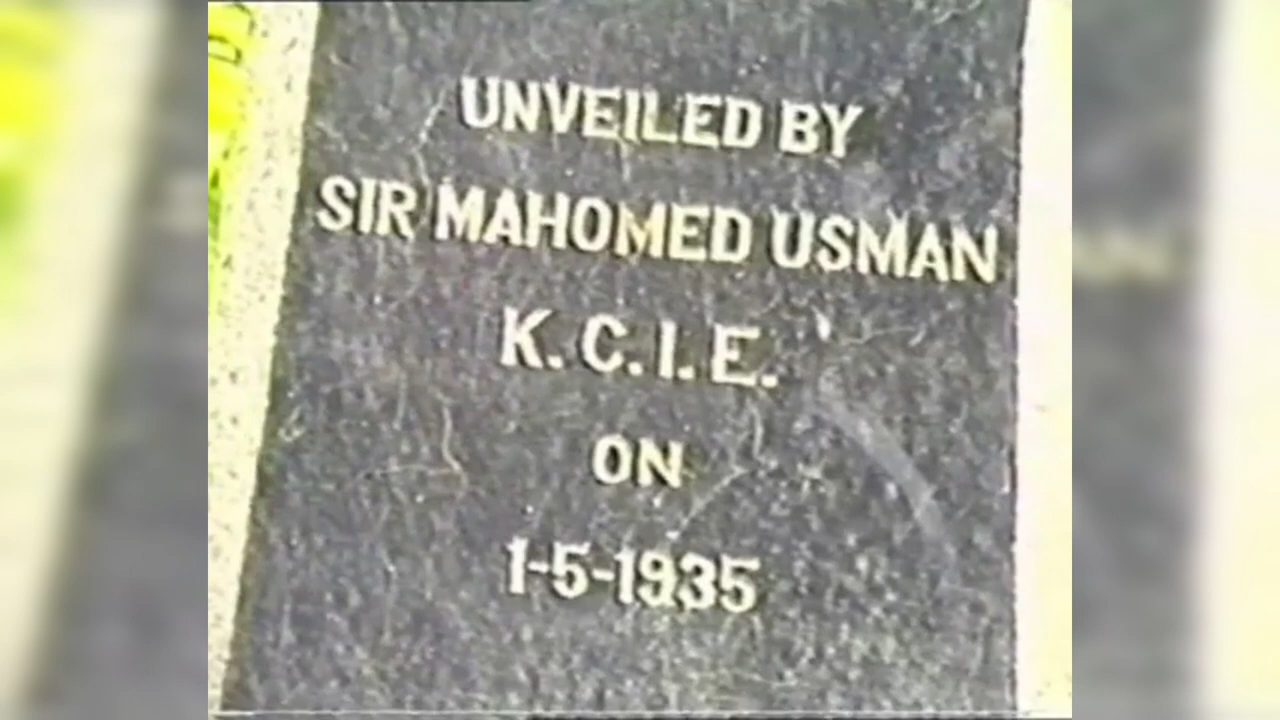 UNVEILED BY
SIR MAHOMED USMAN
K. C. I. E.
ON
1-5-1935